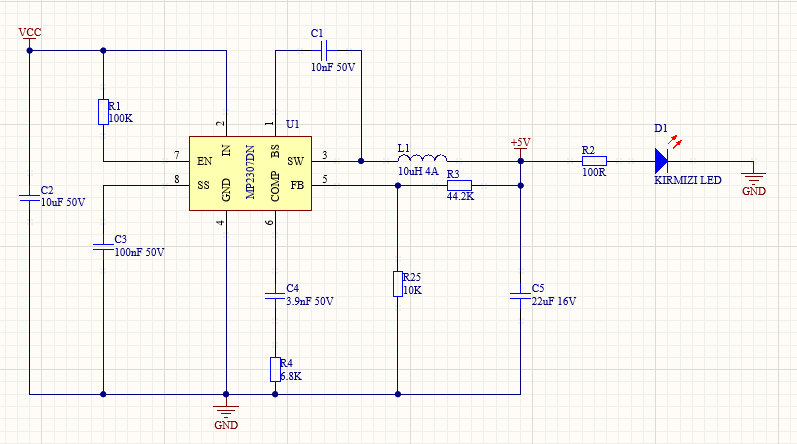 VCC
C1
10nF 50V
R1
100K
2
1
U1
D1
+5V
7
EN
IN
MP2307DN
BS
SW
3
L1
10uH 4A
R2
100R
KIRMIZI LED
GND
8
SS
GND
COMP
FB
5
R3
44.2K
C2
10uF 50V
4
6
C3
100nF 50V
C4
3.9nF 50V
R25
10K
C5
22uF 16V
R4
6.8K
GND